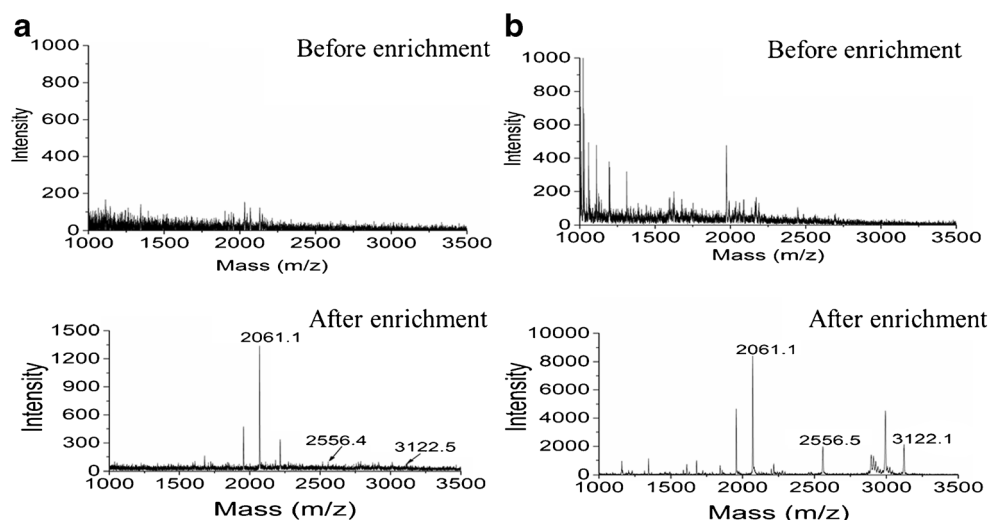 a
Before enrichment
Intensity
1000
800
600
400
200
0
1000 1500 2000 2500 3000 3500
Mass (m/z)
b
Before enrichment
Intensity
1000
800
600
400
200
0
1000 1500 2000 2500 3000 3500
Mass (m/z)
After enrichment
Intensity
1500
1200
900
600
300
0
2061.1
2556.4
3122.5
1000 1500 2000 2500 3000 3500
Mass (m/z)
After enrichment
Intensity
10000
8000
6000
4000
2000
0
2061.1
2556.5
3122.1
1000 1500 2000 2500 3000 3500
Mass (m/z)